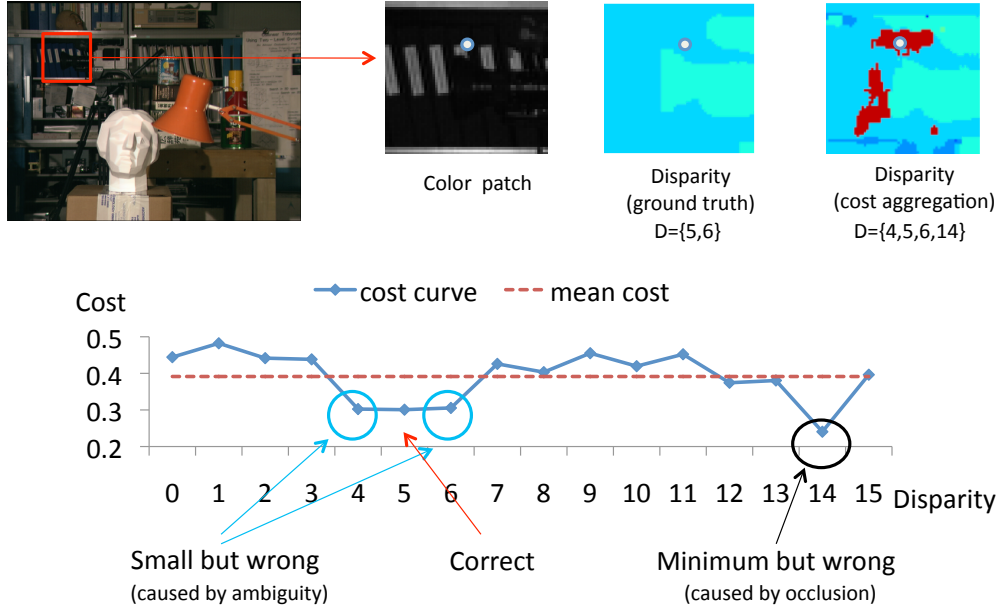 Color patch
Disparity
(ground truth)
D={5,6}
Disparity
(cost aggregation)
D={4,5,6,14}
Cost
cost curve
mean cost
0.5
0.4
0.3
0.2
0 1 2 3 4 5 6 7 8 9 10 11 12 13 14 15 Disparity
Small but wrong
(caused by ambiguity)
Correct
Minimum but wrong
(caused by occlusion)